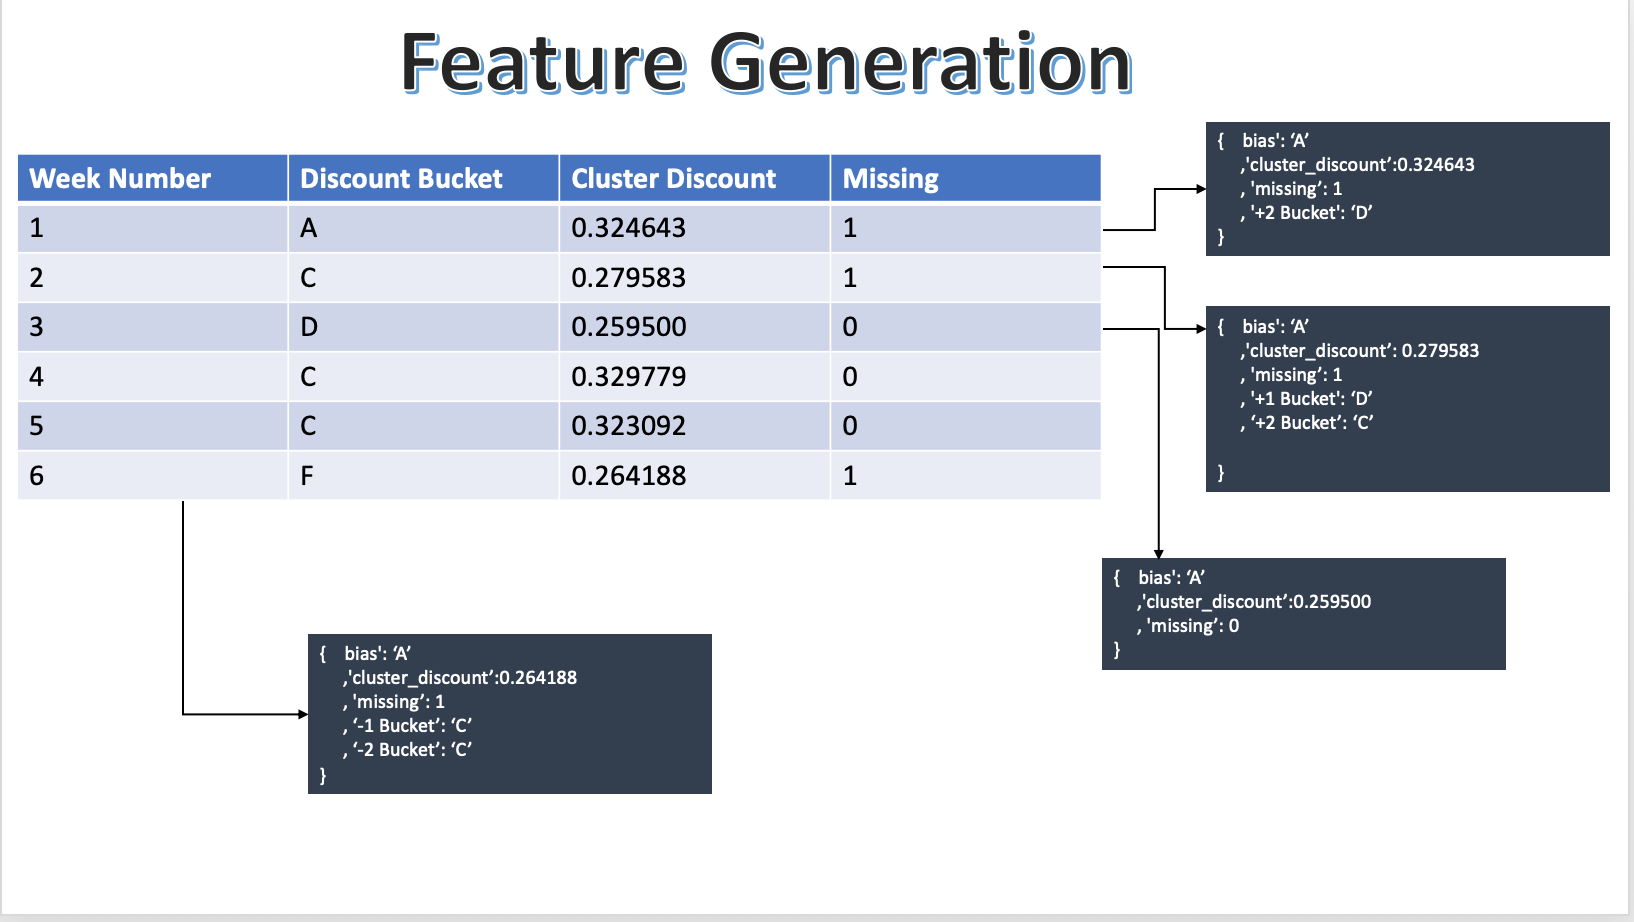 Feature Generation
Week Number Discount Bucket Cluster Discount Missing
1 A 0.324643 1
2 C 0.279583 1
3 D 0.259500 0
4 C 0.329779 0
5 C 0.323092 0
6 F 0.264188 1
{ bias': ‘A’
,'cluster_discount’:0.324643
, 'missing’: 1
, '+2 Bucket': ‘D’
}
{ bias': ‘A’
,'cluster_discount’: 0.279583
, 'missing’: 1
, '+1 Bucket': ‘D’
, ‘+2 Bucket’: ‘C’
}
{ bias': ‘A’
,'cluster_discount’:0.259500
, 'missing’: 0
}
{ bias': ‘A’
,'cluster_discount’:0.264188
, 'missing’: 1
, ‘-1 Bucket’: ‘C’
, ‘-2 Bucket’: ‘C’
}